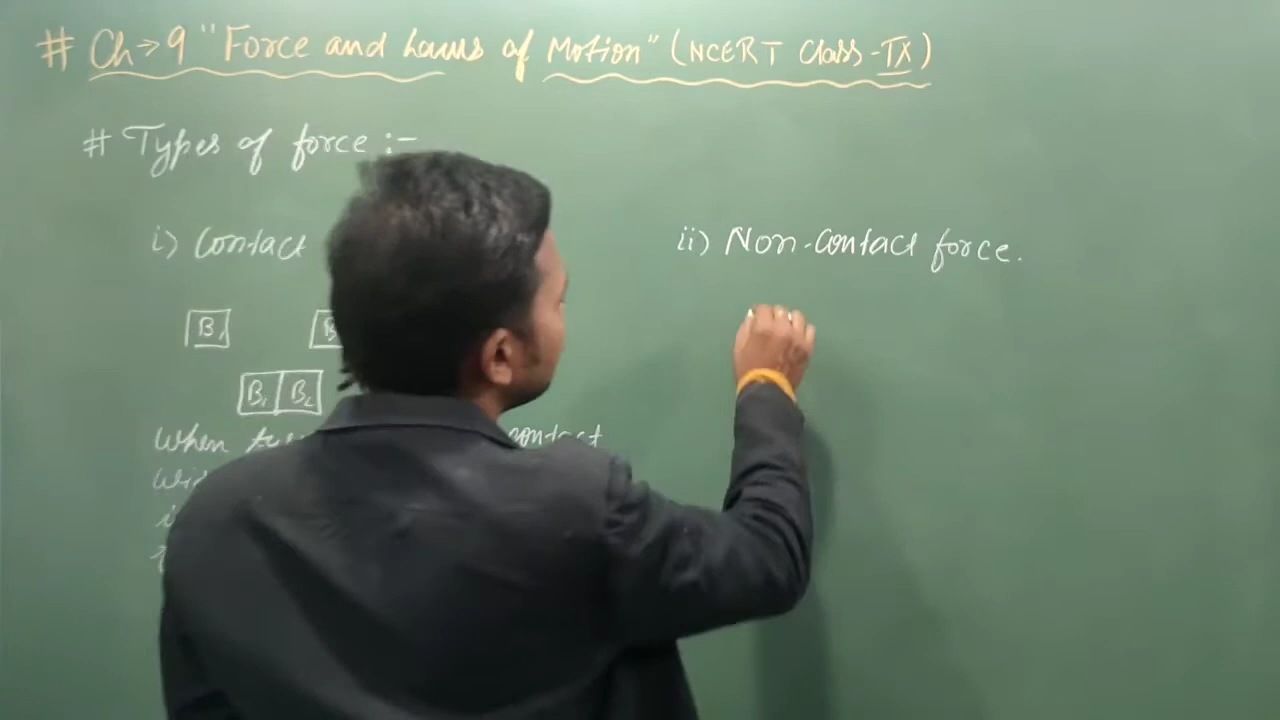 # Ch→9 "Force and Laws of Motion" (NCERT Class-IX)
# Types of force :-
i) Contact
ii) Non-Contact force.
B₁
B₁ B₂
When contact